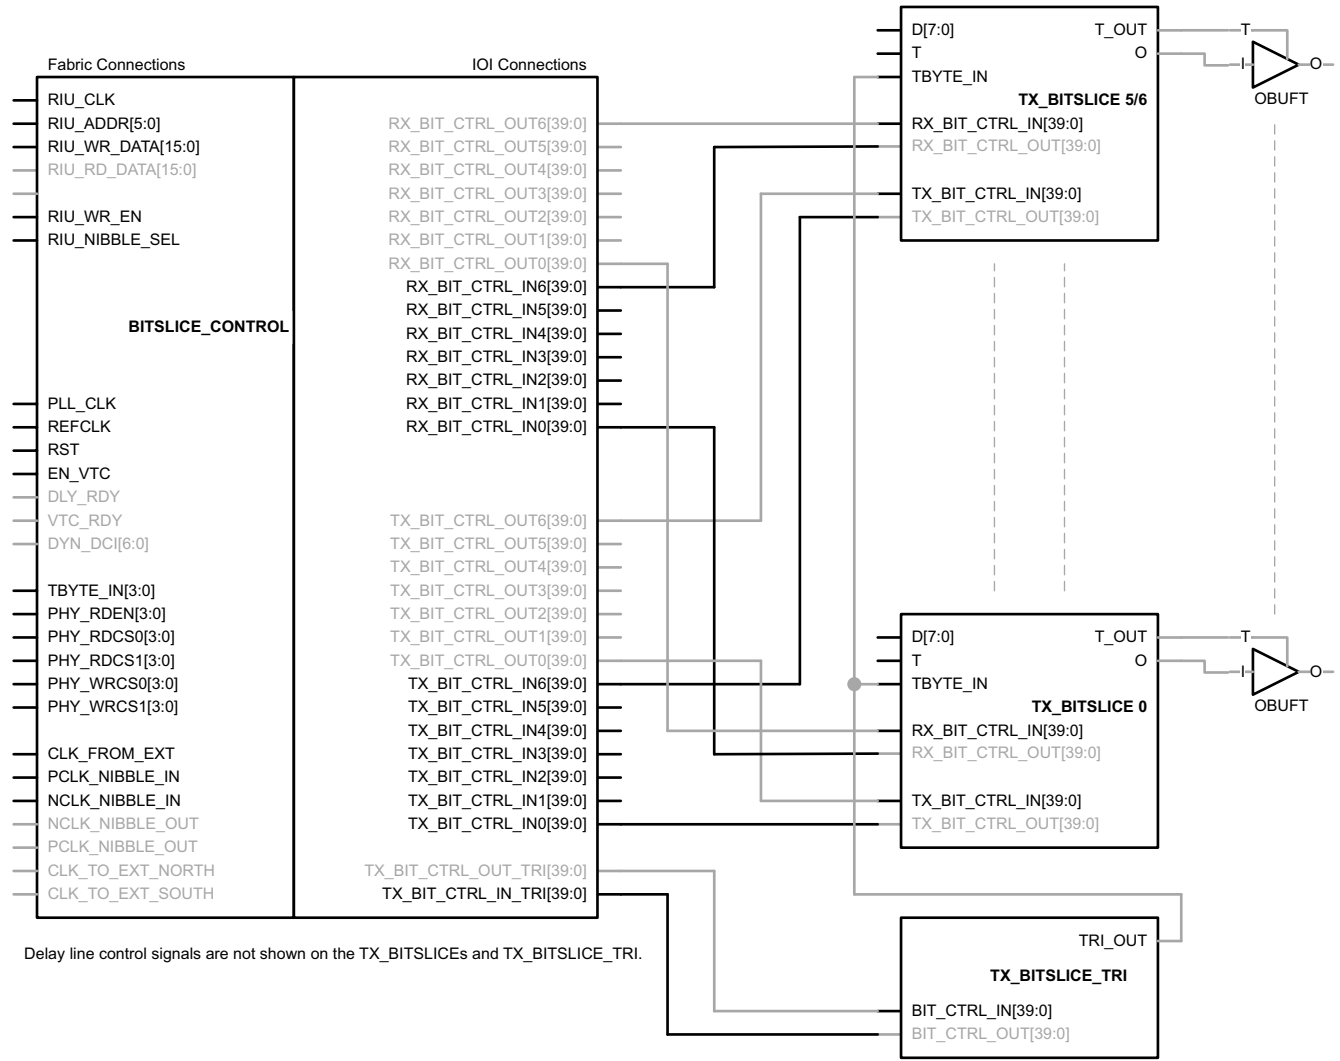 Fabric Connections
IOI Connections
RIU_CLK
RIU_ADDR[5:0]
RIU_WR_DATA[15:0]
RIU_RD_DATA[15:0]
RIU_WR_EN
RIU_NIBBLE_SEL
BITSLICE_CONTROL
PLL_CLK
REFCLK
RST
EN_VTC
DLY_RDY
VTC_RDY
DYN_DCI[6:0]
TBYTE_IN[3:0]
PHY_RDEN[3:0]
PHY_RDCS0[3:0]
PHY_RDCS1[3:0]
PHY_WRCS0[3:0]
PHY_WRCS1[3:0]
CLK_FROM_EXT
PCLK_NIBBLE_IN
NCLK_NIBBLE_IN
NCLK_NIBBLE_OUT
PCLK_NIBBLE_OUT
CLK_TO_EXT_NORTH
CLK_TO_EXT_SOUTH
RX_BIT_CTRL_OUT6[39:0]
RX_BIT_CTRL_OUT5[39:0]
RX_BIT_CTRL_OUT4[39:0]
RX_BIT_CTRL_OUT3[39:0]
RX_BIT_CTRL_OUT2[39:0]
RX_BIT_CTRL_OUT1[39:0]
RX_BIT_CTRL_OUT0[39:0]
RX_BIT_CTRL_IN6[39:0]
RX_BIT_CTRL_IN5[39:0]
RX_BIT_CTRL_IN4[39:0]
RX_BIT_CTRL_IN3[39:0]
RX_BIT_CTRL_IN2[39:0]
RX_BIT_CTRL_IN1[39:0]
RX_BIT_CTRL_IN0[39:0]
TX_BIT_CTRL_OUT6[39:0]
TX_BIT_CTRL_OUT5[39:0]
TX_BIT_CTRL_OUT4[39:0]
TX_BIT_CTRL_OUT3[39:0]
TX_BIT_CTRL_OUT2[39:0]
TX_BIT_CTRL_OUT1[39:0]
TX_BIT_CTRL_OUT0[39:0]
TX_BIT_CTRL_IN6[39:0]
TX_BIT_CTRL_IN5[39:0]
TX_BIT_CTRL_IN4[39:0]
TX_BIT_CTRL_IN3[39:0]
TX_BIT_CTRL_IN2[39:0]
TX_BIT_CTRL_IN1[39:0]
TX_BIT_CTRL_IN0[39:0]
TX_BIT_CTRL_OUT_TRI[39:0]
TX_BIT_CTRL_IN_TRI[39:0]
D[7:0]
T_OUT
T
O
TBYTE_IN
TX_BITSLICE 5/6
RX_BIT_CTRL_IN[39:0]
RX_BIT_CTRL_OUT[39:0]
TX_BIT_CTRL_IN[39:0]
TX_BIT_CTRL_OUT[39:0]
T
I
O
OBUFT
D[7:0]
T_OUT
T
O
TBYTE_IN
TX_BITSLICE 0
RX_BIT_CTRL_IN[39:0]
RX_BIT_CTRL_OUT[39:0]
TX_BIT_CTRL_IN[39:0]
TX_BIT_CTRL_OUT[39:0]
T
I
O
OBUFT
TRI_OUT
TX_BITSLICE_TRI
BIT_CTRL_IN[39:0]
BIT_CTRL_OUT[39:0]
Delay line control signals are not shown on the TX_BITSLICEs and TX_BITSLICE_TRI.